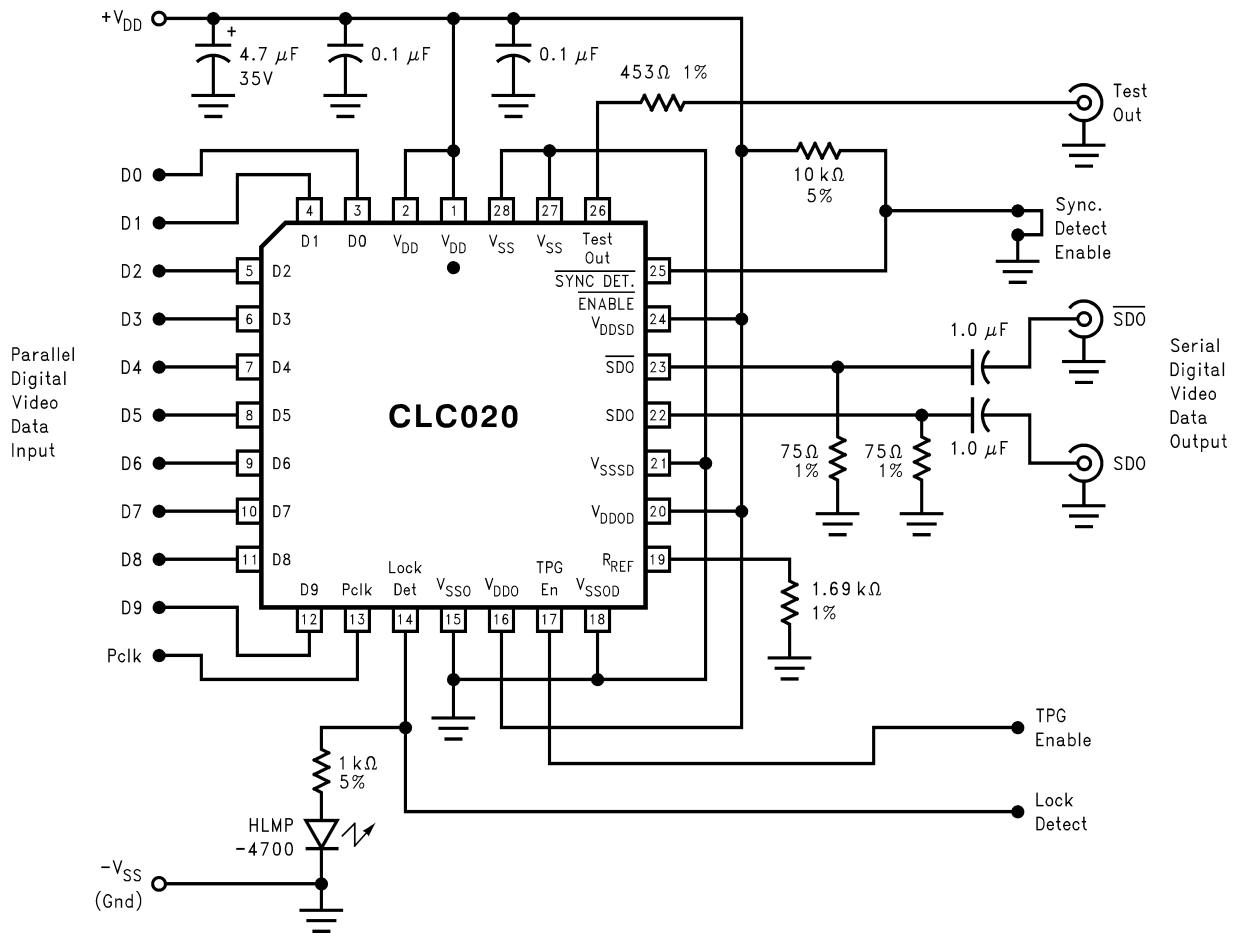 +VDD
+
4.7 μF
35V
0.1 μF
0.1 μF
453Ω 1%
Test
Out
10 kΩ
5%
Sync.
Detect
Enable
D0
D1
D2
D3
D4
D5
D6
D7
D8
D9
Pclk
Parallel
Digital
Video
Data
Input
4
3
2
1
28
27
26
D1
D0
VDD
VDD
VSS
VSS
Test
Out
5
D2
6
D3
7
D4
8
D5
9
D6
10
D7
11
D8
CLC020
SYNC DET.
ENABLE
25
VDDSD
24
SDO
23
SDO
22
VSSSD
21
VDDOD
20
RREF
19
D9
Pclk
Lock
Det
VSSO
VDDO
TPG
En
VSSOD
12
13
14
15
16
17
18
1.0 μF
1.0 μF
SDO
SDO
Serial
Digital
Video
Data
Output
75Ω
1%
75Ω
1%
1.69 kΩ
1%
TPG
Enable
Lock
Detect
1 kΩ
5%
HLMP
-4700
-VSS
(Gnd)